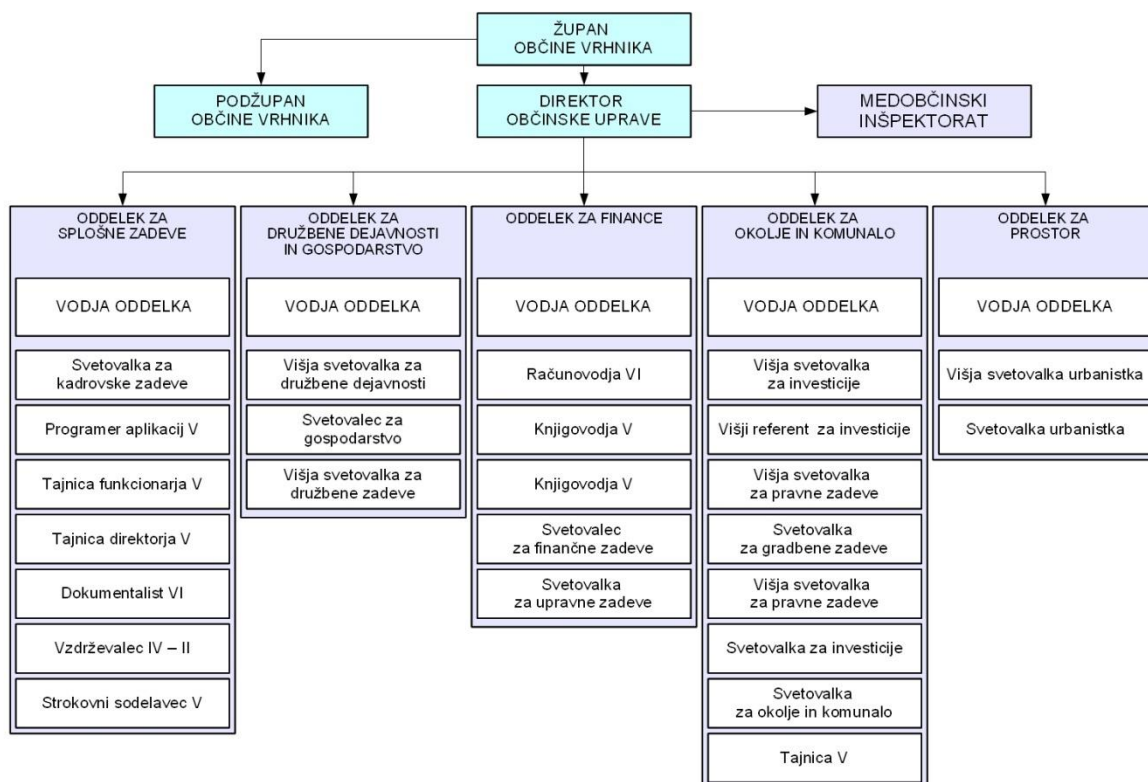 ŽUPAN
OBČINE VRHNIKA
PODŽUPAN
OBČINE VRHNIKA
DIREKTOR
OBČINSKE UPRAVE
MEDOBČINSKI
INŠPEKTORAT
ODDELEK ZA
SPLOŠNE ZADEVE
VODJA ODDELKA
Svetovalka za
kadrovske zadeve
Programer aplikacij V
Tajnica funkcionarja V
Tajnica direktorja V
Dokumentalist VI
Vzdrževalec IV – II
Strokovni sodelavec V
ODDELEK ZA
DRUŽBENE DEJAVNOSTI
IN GOSPODARSTVO
VODJA ODDELKA
Višja svetovalka za
družbene dejavnosti
Svetovalec za
gospodarstvo
Višja svetovalka za
družbene zadeve
ODDELEK ZA FINANCE
VODJA ODDELKA
Računovodja VI
Knjigovodja V
Knjigovodja V
Svetovalec
za finančne zadeve
Svetovalka
za upravne zadeve
ODDELEK ZA
OKOLJE IN KOMUNALO
VODJA ODDELKA
Višja svetovalka
za investicije
Višji referent za investicije
Višja svetovalka
za pravne zadeve
Svetovalka
za gradbene zadeve
Višja svetovalka
za pravne zadeve
Svetovalka za investicije
Svetovalka
za okolje in komunalo
Tajnica V
ODDELEK ZA
PROSTOR
VODJA ODDELKA
Višja svetovalka urbanistka
Svetovalka urbanistka